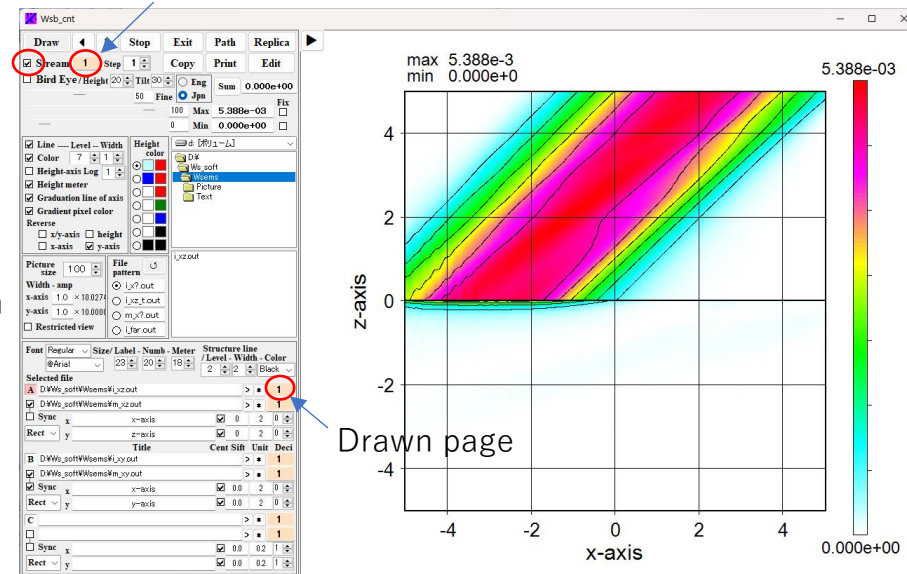 Wsb_cnt
Draw Stop Exit Path Replica
Stream 1 Step 1 Copy Print Edit
Bird Eye / Height 20 Tilt 30 Eng Sum 0.000e+00
50 Fine Jpn Fix
100 Max 5.388e-03
0 Min 0.000e+00
Line ---- Level -- Width
Color 7 1
Height-axis Log 1
Height meter
Graduation line of axis
Gradient pixel color
Reverse
x/y-axis height
x-axis y-axis
Height color
d: [ボリューム]
D:¥
Ws_soft
Wsems
Picture
Text
Picture size 100
Width - amp
x-axis 1.0 × 10.0274
y-axis 1.0 × 10.0000
Restricted view
File pattern
i_x?.out
i_xz_t.out
m_x?.out
i_far.out
i_xz.out
Font Regular Size/ Label - Numb - Meter Structure line / Level - Width - Color
@Arial 23 20 18 2 2 Black
Selected file
A D:¥Ws_soft¥Wsems¥i_xz.out > * 1
D:¥Ws_soft¥Wsems¥m_xz.out > * 1
Sync x x-axis 0 2 0
Rect y z-axis 0 2 0
Title Cent Sift Unit Deci
B D:¥Ws_soft¥Wsems¥i_xy.out > * 1
D:¥Ws_soft¥Wsems¥m_xy.out > * 1
Sync x x-axis 0.0 2 0
Rect y y-axis 0.0 2 0
C > * 1
> * 1
Sync x 0.0 0.2 1
Rect y 0.0 0.2 1
max 5.388e-3
min 0.000e+0
5.388e-03
4
2
0
-2
-4
z-axis
-4 -2 0 2 4
x-axis
0.000e+00
Drawn page